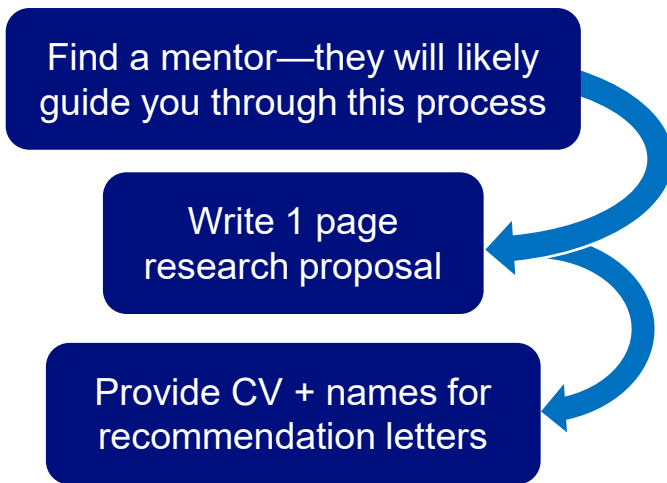 Find a mentor—they will likely
guide you through this process
Write 1 page
research proposal
Provide CV + names for
recommendation letters